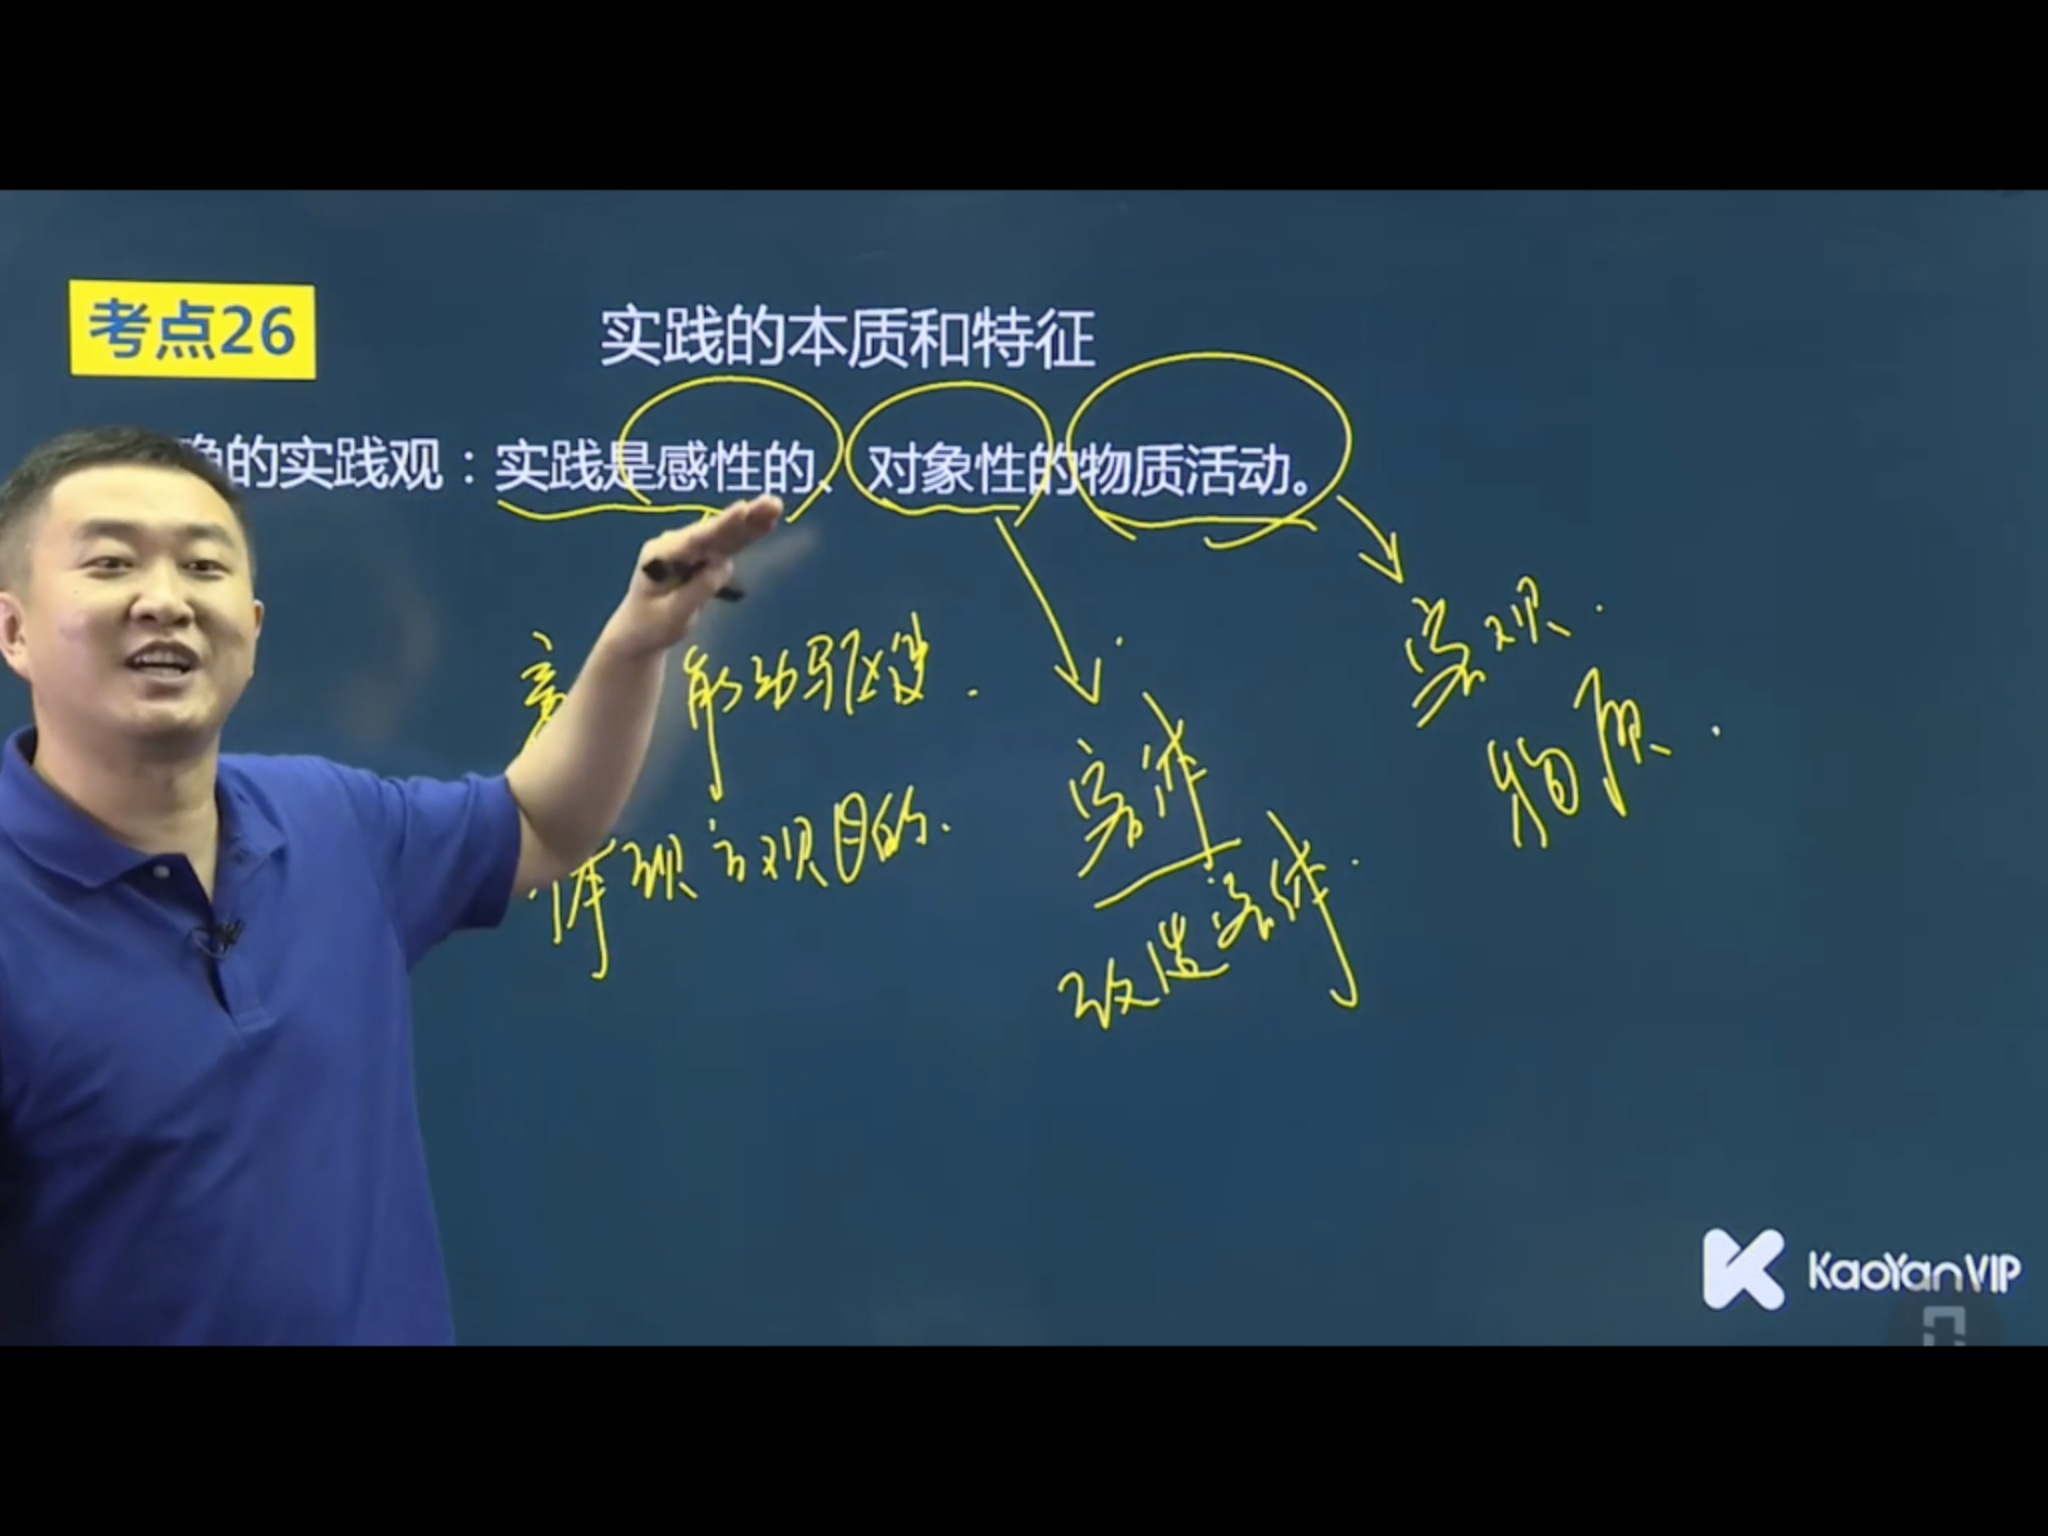 考点26
实践的本质和特征
确的实践观：实践是感性的、对象性的物质活动。
意 能动 驱使.
体现主观目的.
客体
改造客体.
客观.
物质.
KaoYanVIP